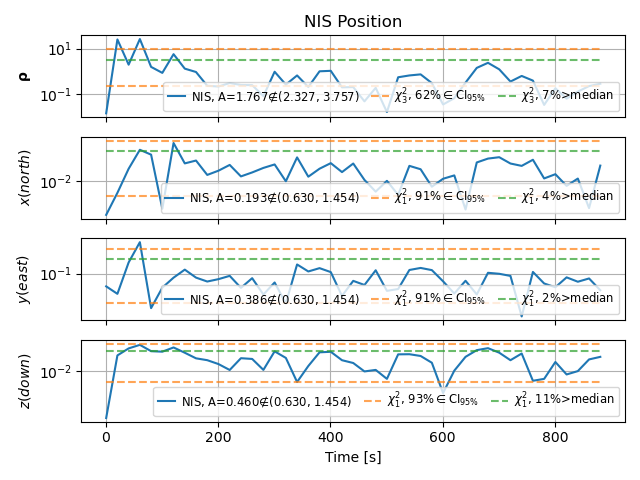 NIS Position
ρ
10¹
10⁻¹
NIS, A=1.767∉(2.327, 3.757) χ²₃, 62%∈CI₉₅% χ²₃, 7%>median
x(north)
10⁻²
NIS, A=0.193∉(0.630, 1.454) χ²₁, 91%∈CI₉₅% χ²₁, 4%>median
y(east)
10⁻¹
NIS, A=0.386∉(0.630, 1.454) χ²₁, 91%∈CI₉₅% χ²₁, 2%>median
z(down)
10⁻²
NIS, A=0.460∉(0.630, 1.454) χ²₁, 93%∈CI₉₅% χ²₁, 11%>median
0 200 400 600 800
Time [s]